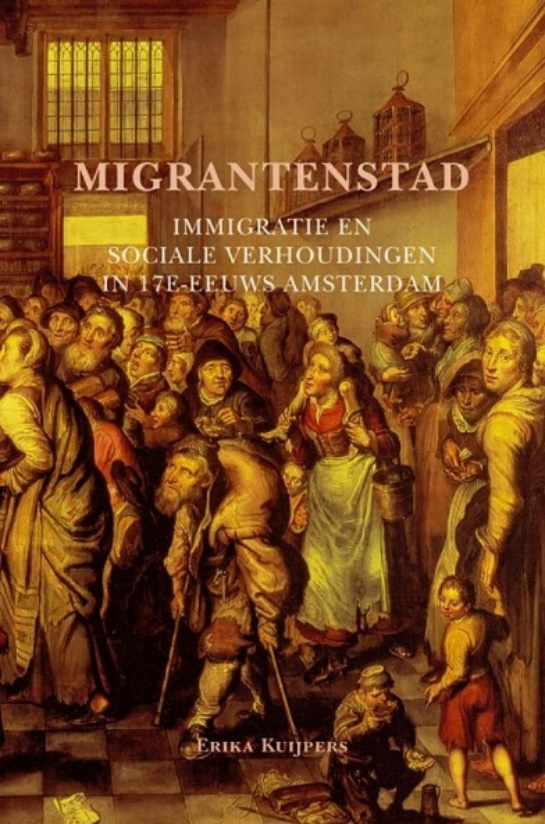 MIGRANTENSTAD
IMMIGRATIE EN
SOCIALE VERHOUDINGEN
IN 17E-EEUWS AMSTERDAM
ERIKA KUIJPERS